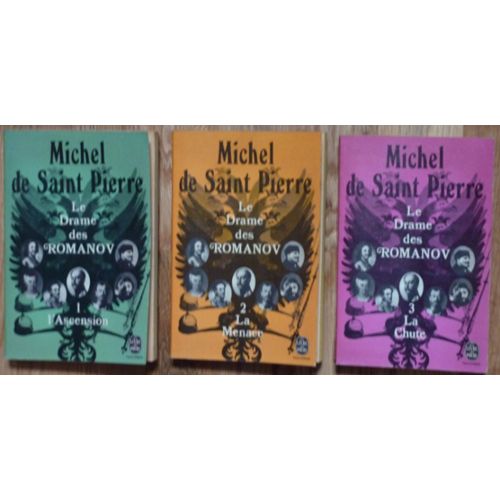 Michel
de Saint Pierre
Le
Drame
des
ROMANOV
1
l'Ascension
Michel
de Saint Pierre
Le
Drame
des
ROMANOV
2
La
Menace
Michel
de Saint Pierre
Le
Drame
des
ROMANOV
3
La
Chute